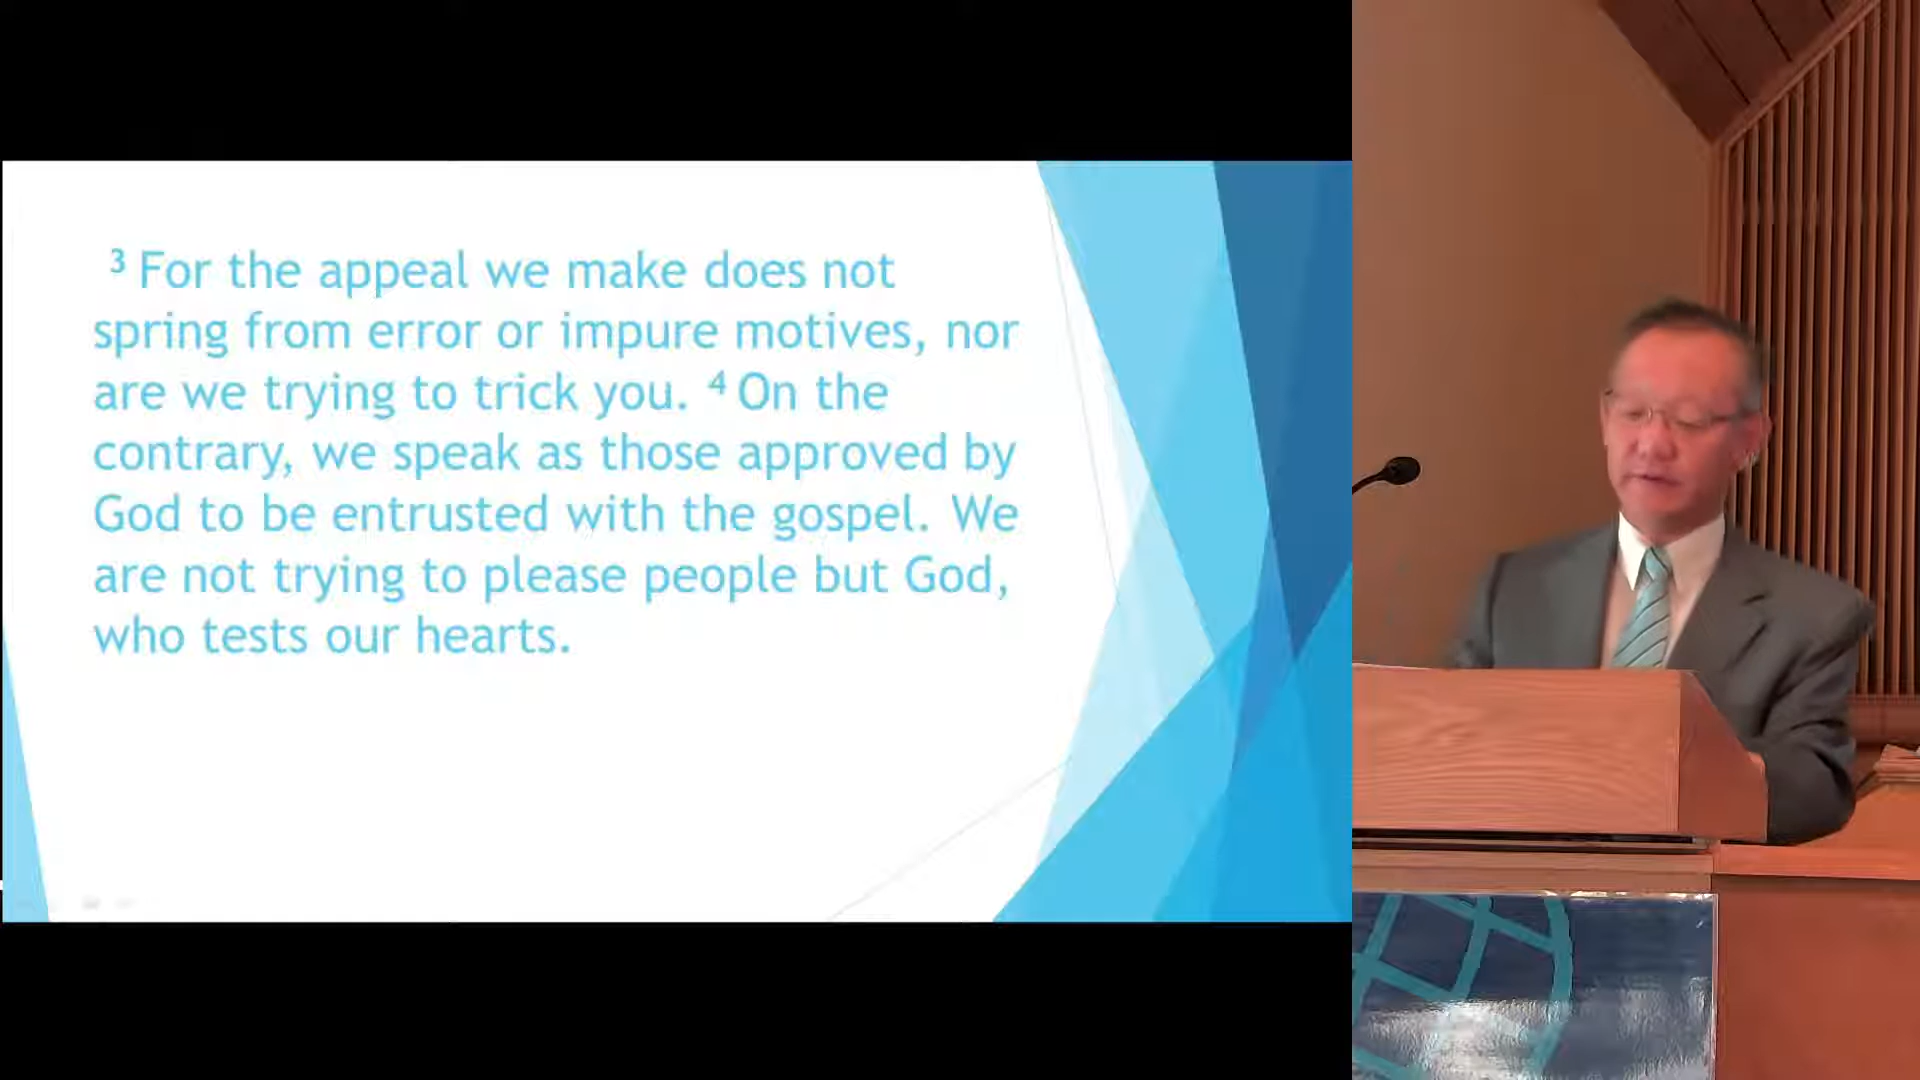 3 For the appeal we make does not
spring from error or impure motives, nor
are we trying to trick you. 4 On the
contrary, we speak as those approved by
God to be entrusted with the gospel. We
are not trying to please people but God,
who tests our hearts.